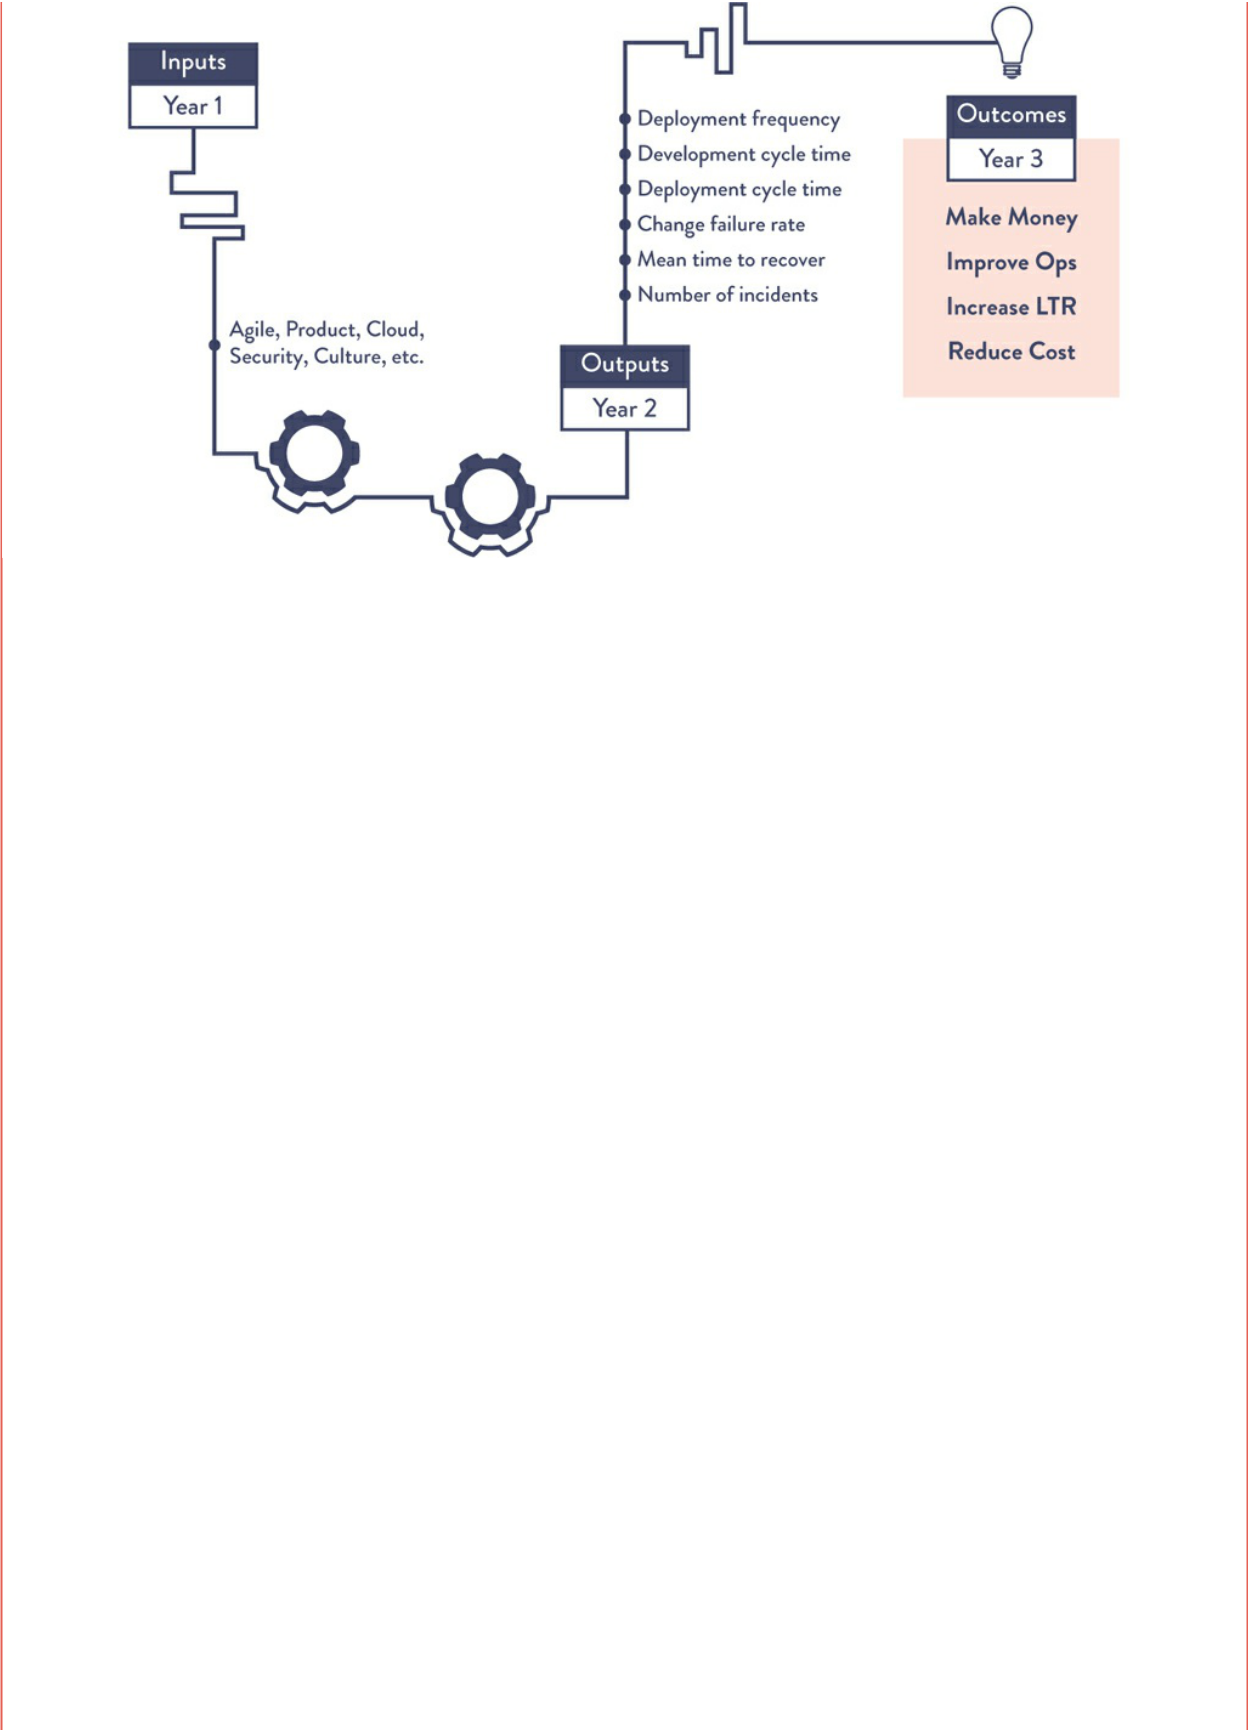 Inputs
Year 1
Agile, Product, Cloud,
Security, Culture, etc.
Outputs
Year 2
Deployment frequency
Development cycle time
Deployment cycle time
Change failure rate
Mean time to recover
Number of incidents
Outcomes
Year 3
Make Money
Improve Ops
Increase LTR
Reduce Cost